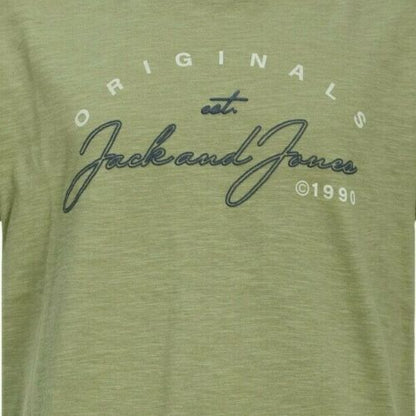 ORIGINALS
est.
Jack and Jones
©1990